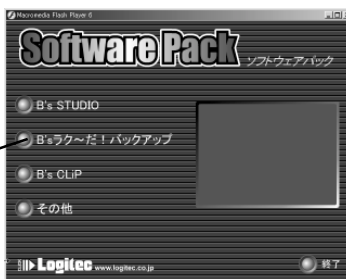 Macromedia Flash Player 6
Software Pack ソフトウェアパック
B's STUDIO
B'sラク〜だ！バックアップ
B's CLiP
その他
Logitec www.logitec.co.jp 終了